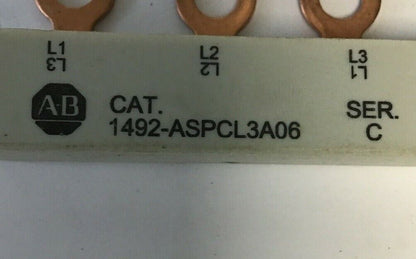 L1 L2 L3
L3 L2 L1
AB CAT. SER.
1492-ASPCL3A06 C